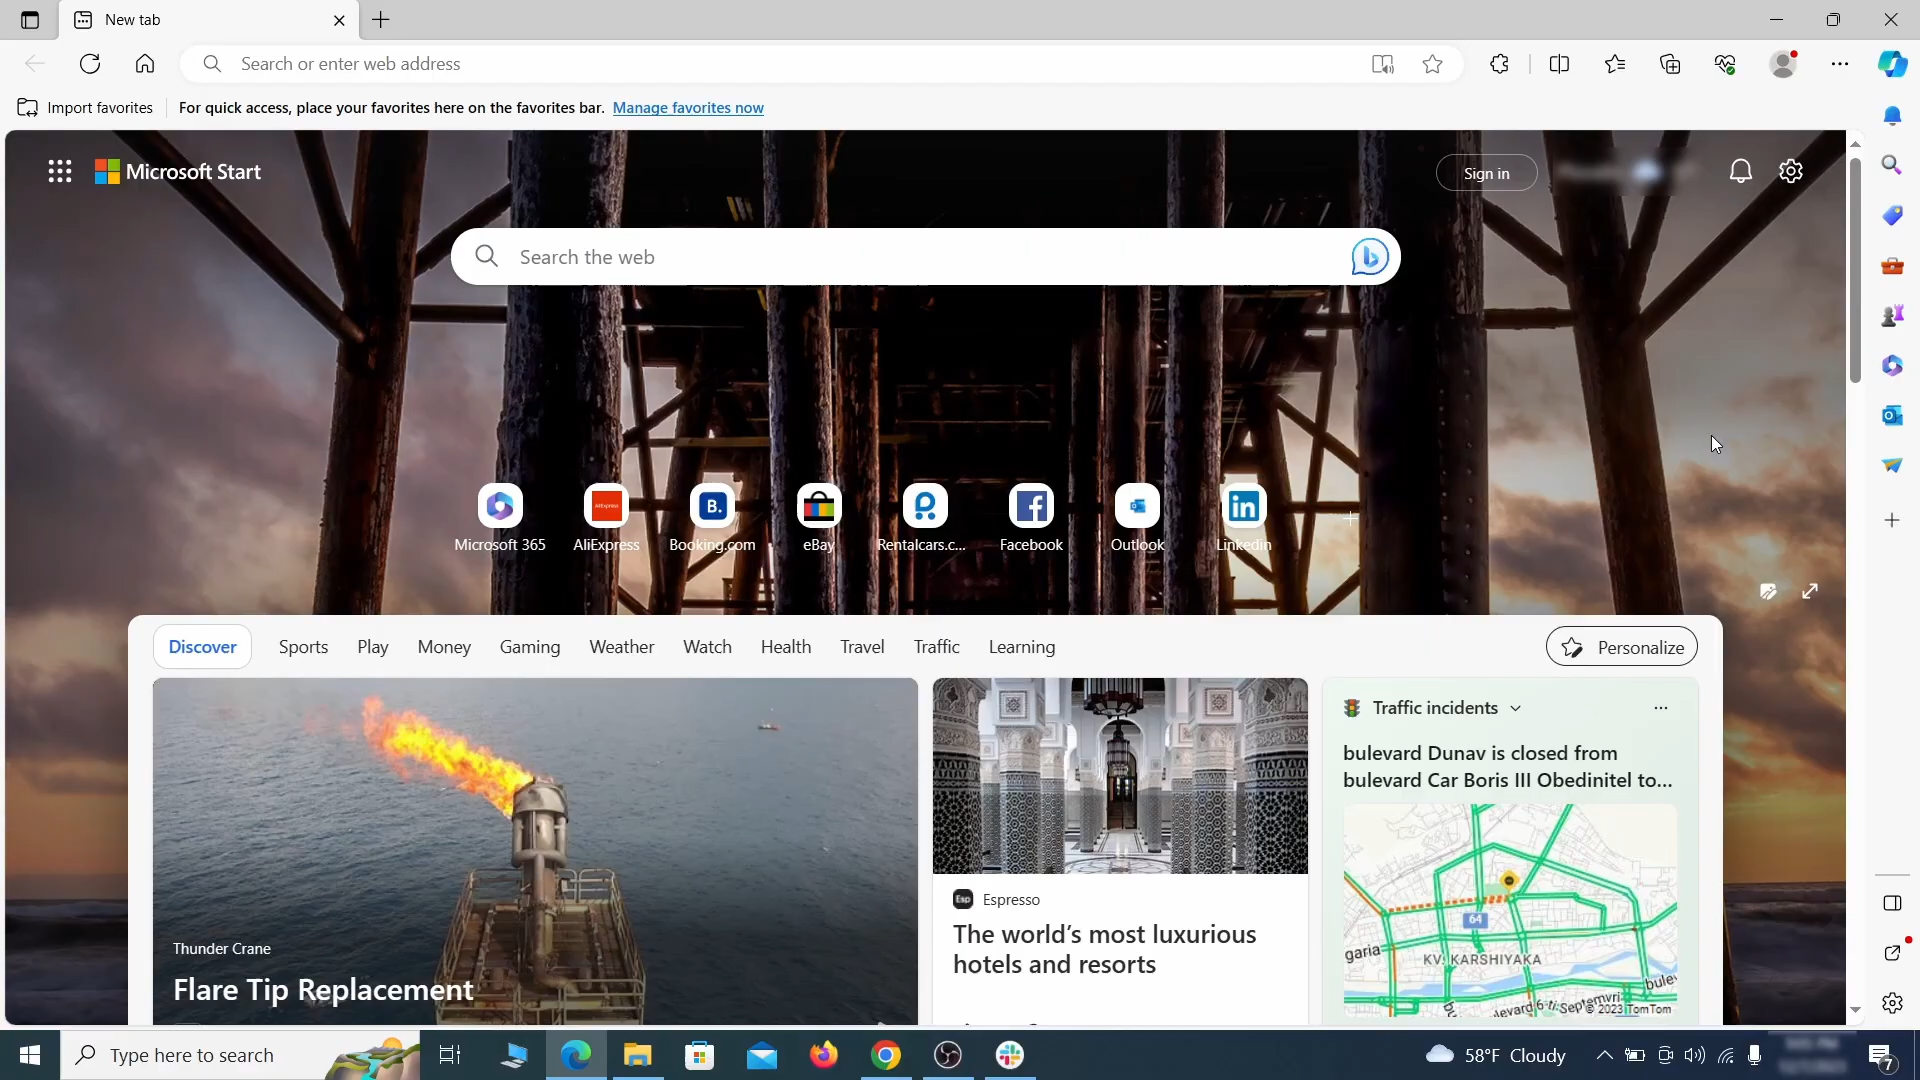 New tab
Search or enter web address
Import favorites
For quick access, place your favorites here on the favorites bar. Manage favorites now
Microsoft Start
Sign in
Search the web
Microsoft 365
AliExpress
Booking.com
eBay
Rentalcars.c...
Facebook
Outlook
Linkedin
Discover
Sports
Play
Money
Gaming
Weather
Watch
Health
Travel
Traffic
Learning
Personalize
Thunder Crane
Flare Tip Replacement
Esp Espresso
The world's most luxurious
hotels and resorts
Traffic incidents
bulevard Dunav is closed from
bulevard Car Boris III Obedinitel to...
64
garia
KV. KARSHIYAKA
© 2023 TomTom
Type here to search
58°F Cloudy
7